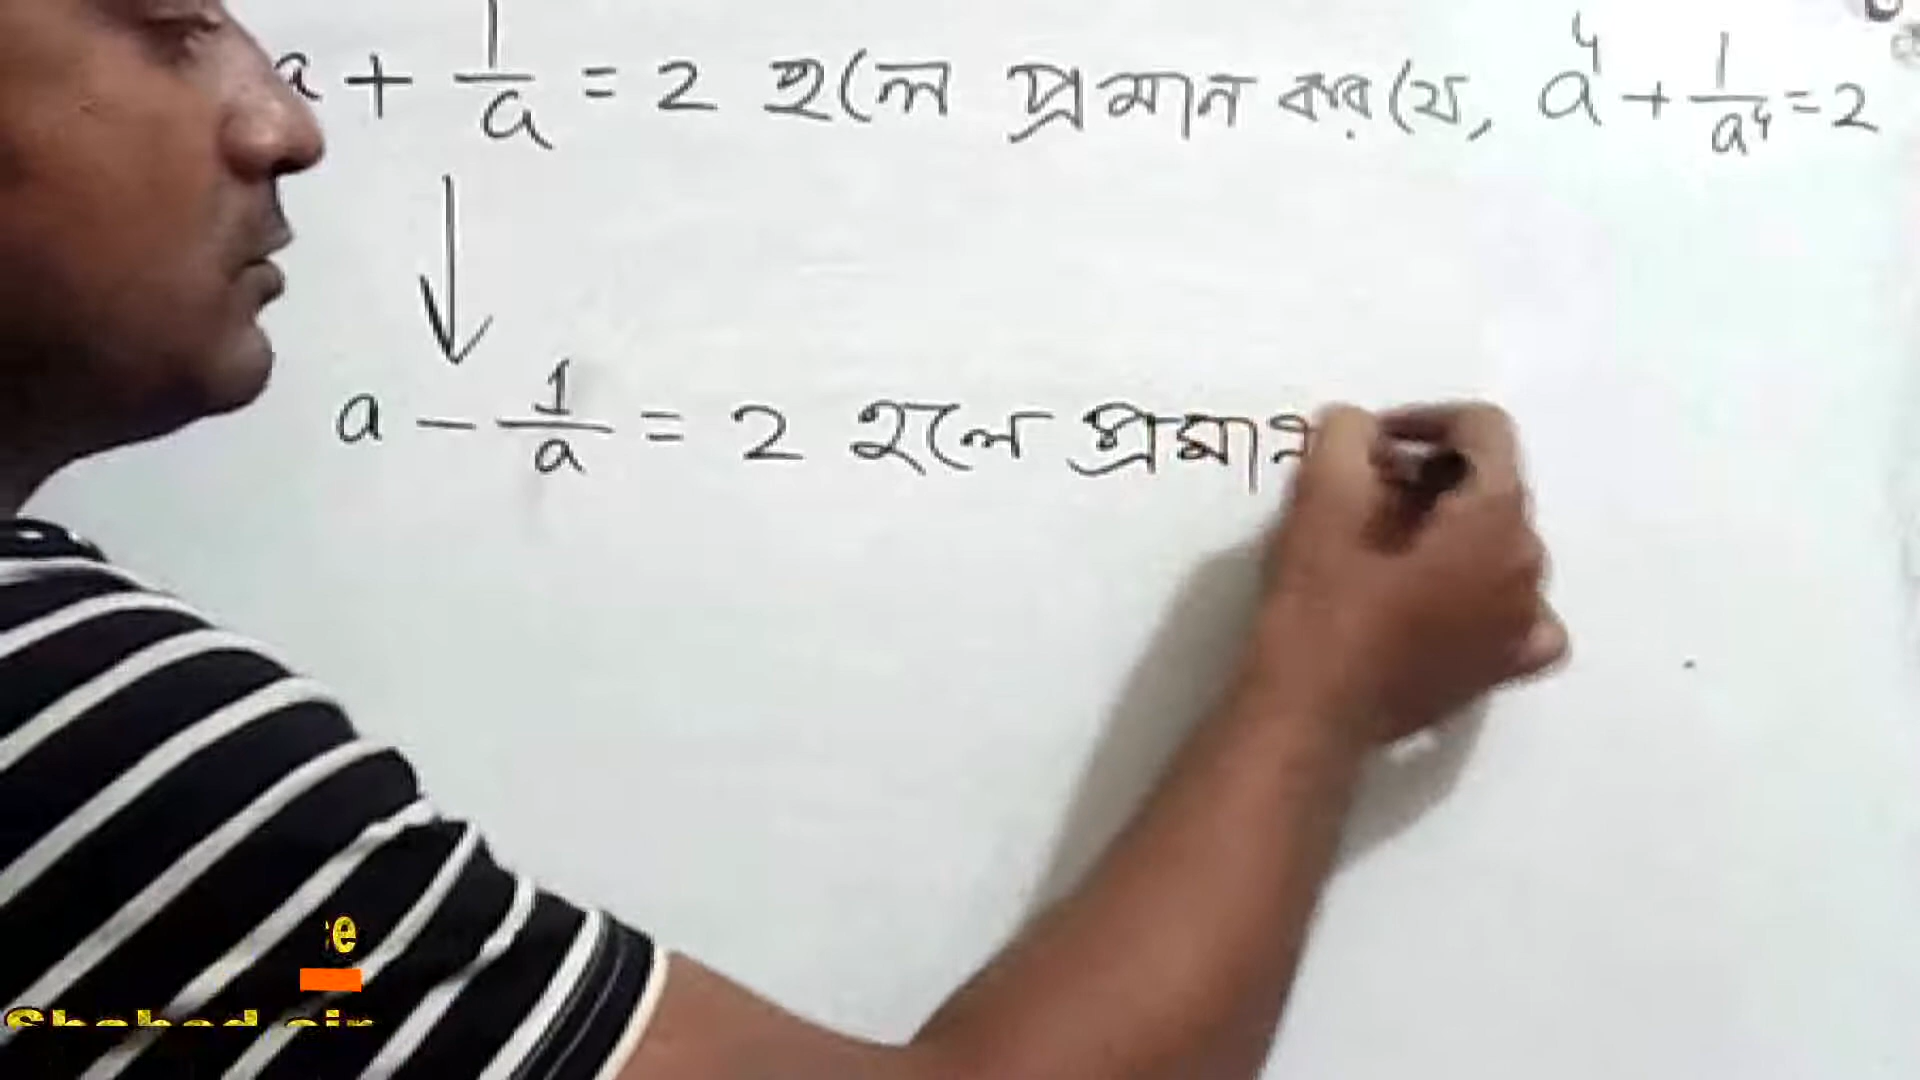 a + 1/a = 2 হলে প্রমান কর যে, a⁴ + 1/a⁴ = 2
a - 1/a = 2 হলে প্রমান